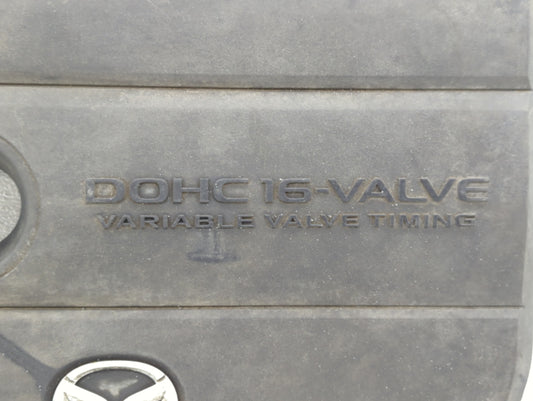 DOHC 16-VALVE
VARIABLE VALVE TIMING